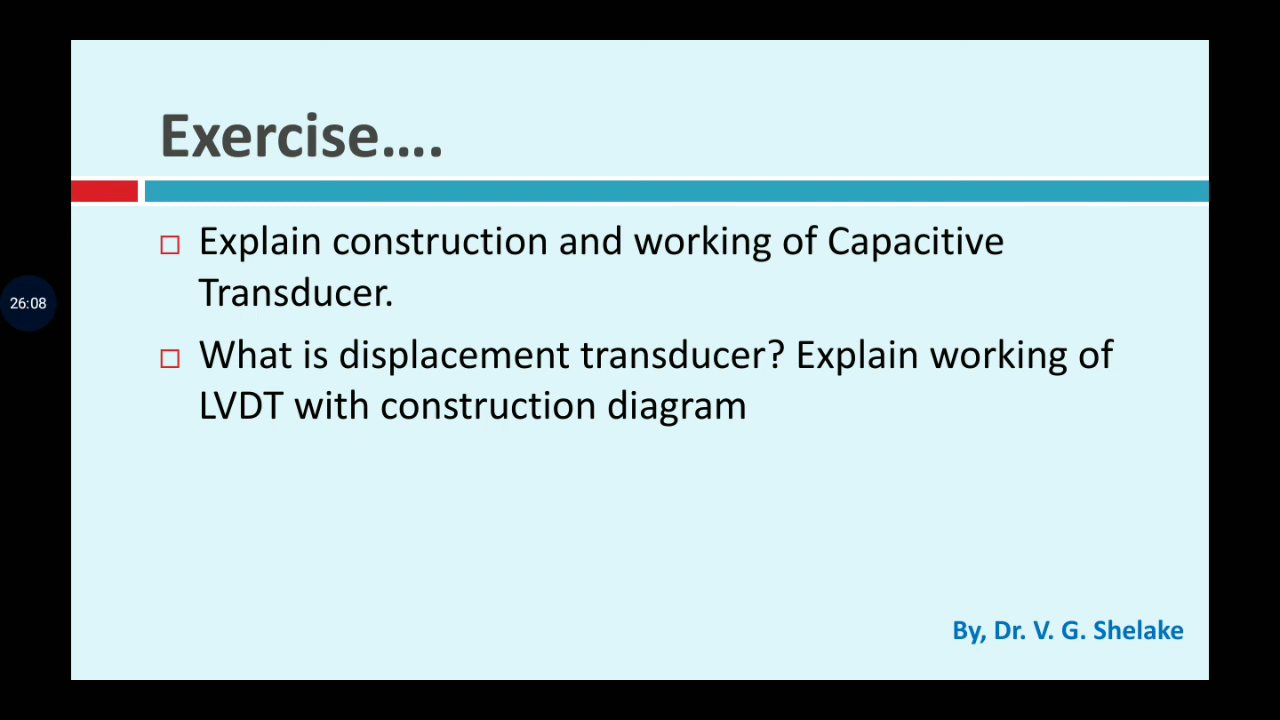 Exercise….
Explain construction and working of Capacitive
Transducer.
26:08
What is displacement transducer? Explain working of
LVDT with construction diagram
By, Dr. V. G. Shelake